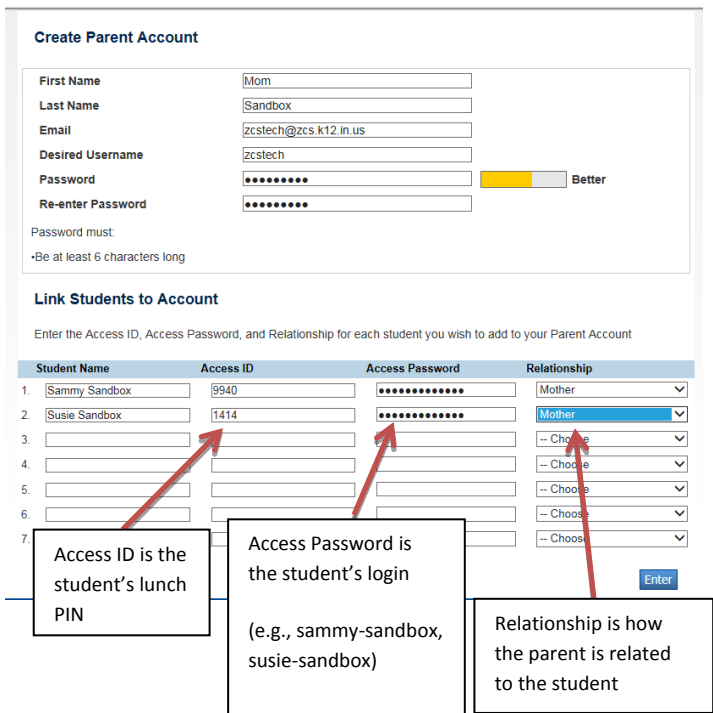 Create Parent Account
First Name Mom
Last Name Sandbox
Email zcstech@zcs.k12.in.us
Desired Username zcstech
Password ●●●●●●●●● Better
Re-enter Password ●●●●●●●●●
Password must:
•Be at least 6 characters long
Link Students to Account
Enter the Access ID, Access Password, and Relationship for each student you wish to add to your Parent Account
Student Name Access ID Access Password Relationship
1. Sammy Sandbox 9940 ●●●●●●●●●●●●● Mother
2. Susie Sandbox 1414 ●●●●●●●●●●●●● Mother
3. -- Choose
4. -- Choose
5. -- Choose
6. -- Choose
7. -- Choose
Enter
Access ID is the
student's lunch
PIN
Access Password is
the student's login
(e.g., sammy-sandbox,
susie-sandbox)
Relationship is how
the parent is related
to the student